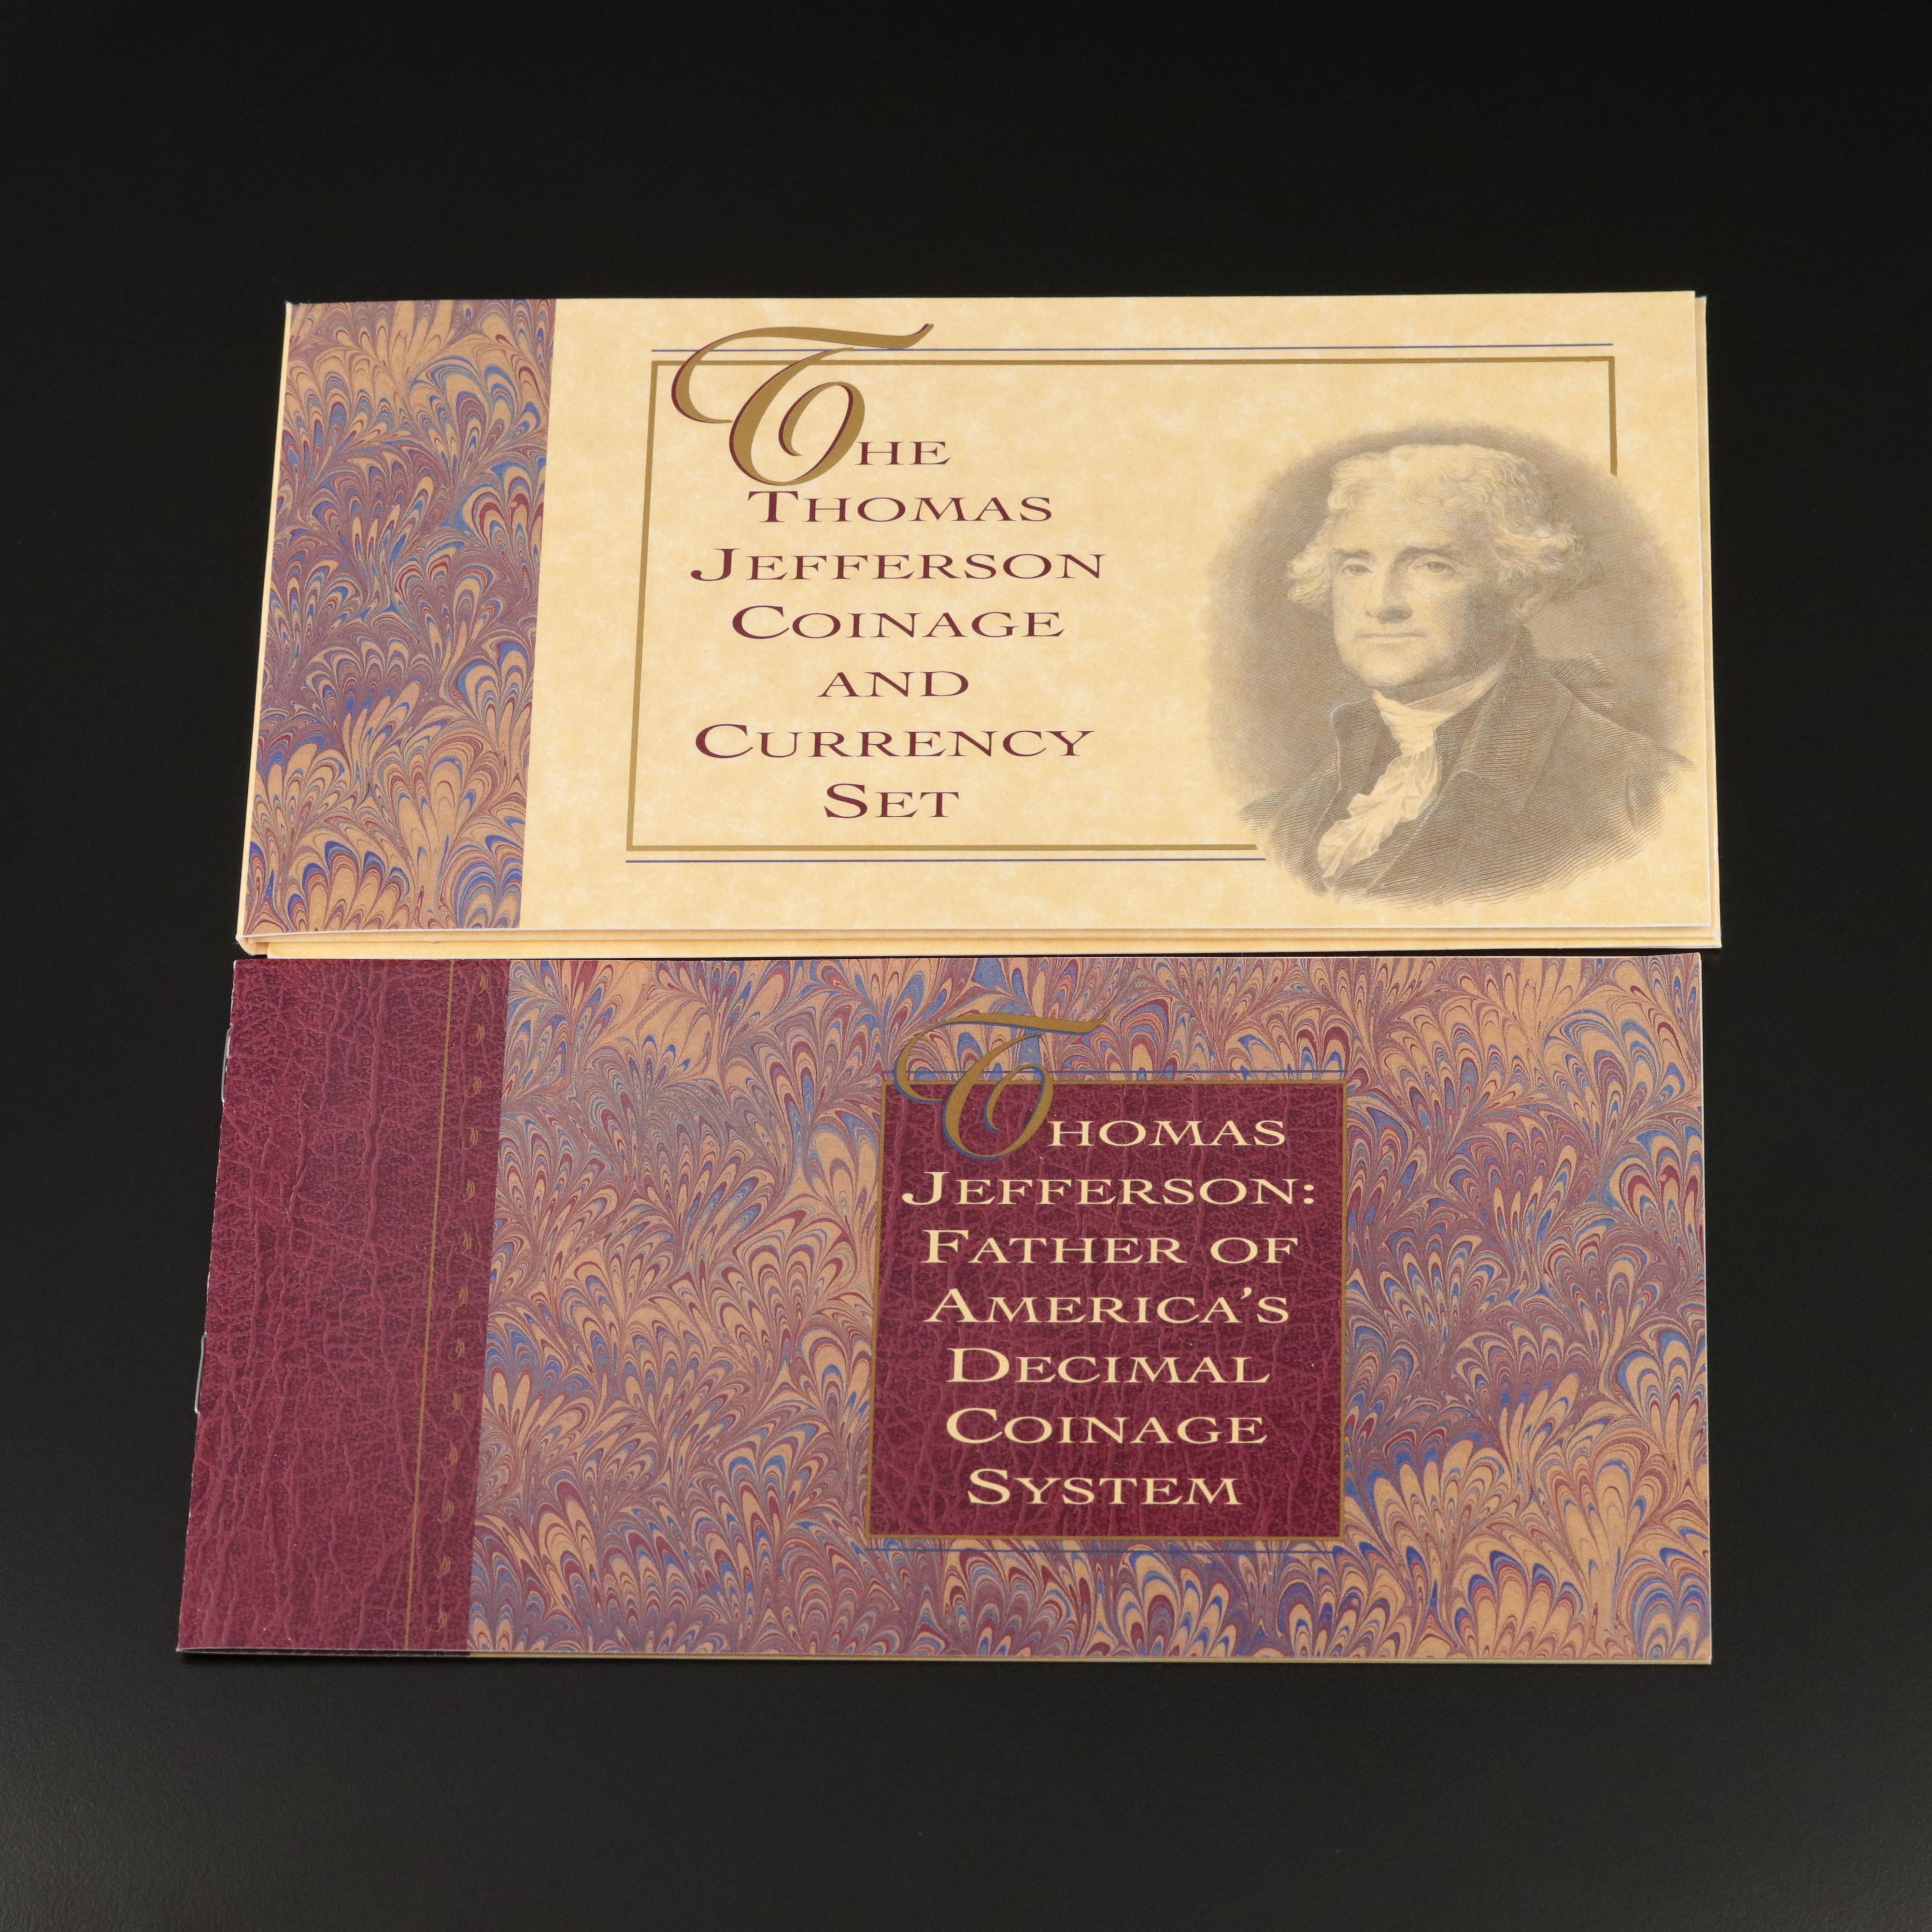 THE
THOMAS
JEFFERSON
COINAGE
AND
CURRENCY
SET
THOMAS
JEFFERSON:
FATHER OF
AMERICA'S
DECIMAL
COINAGE
SYSTEM